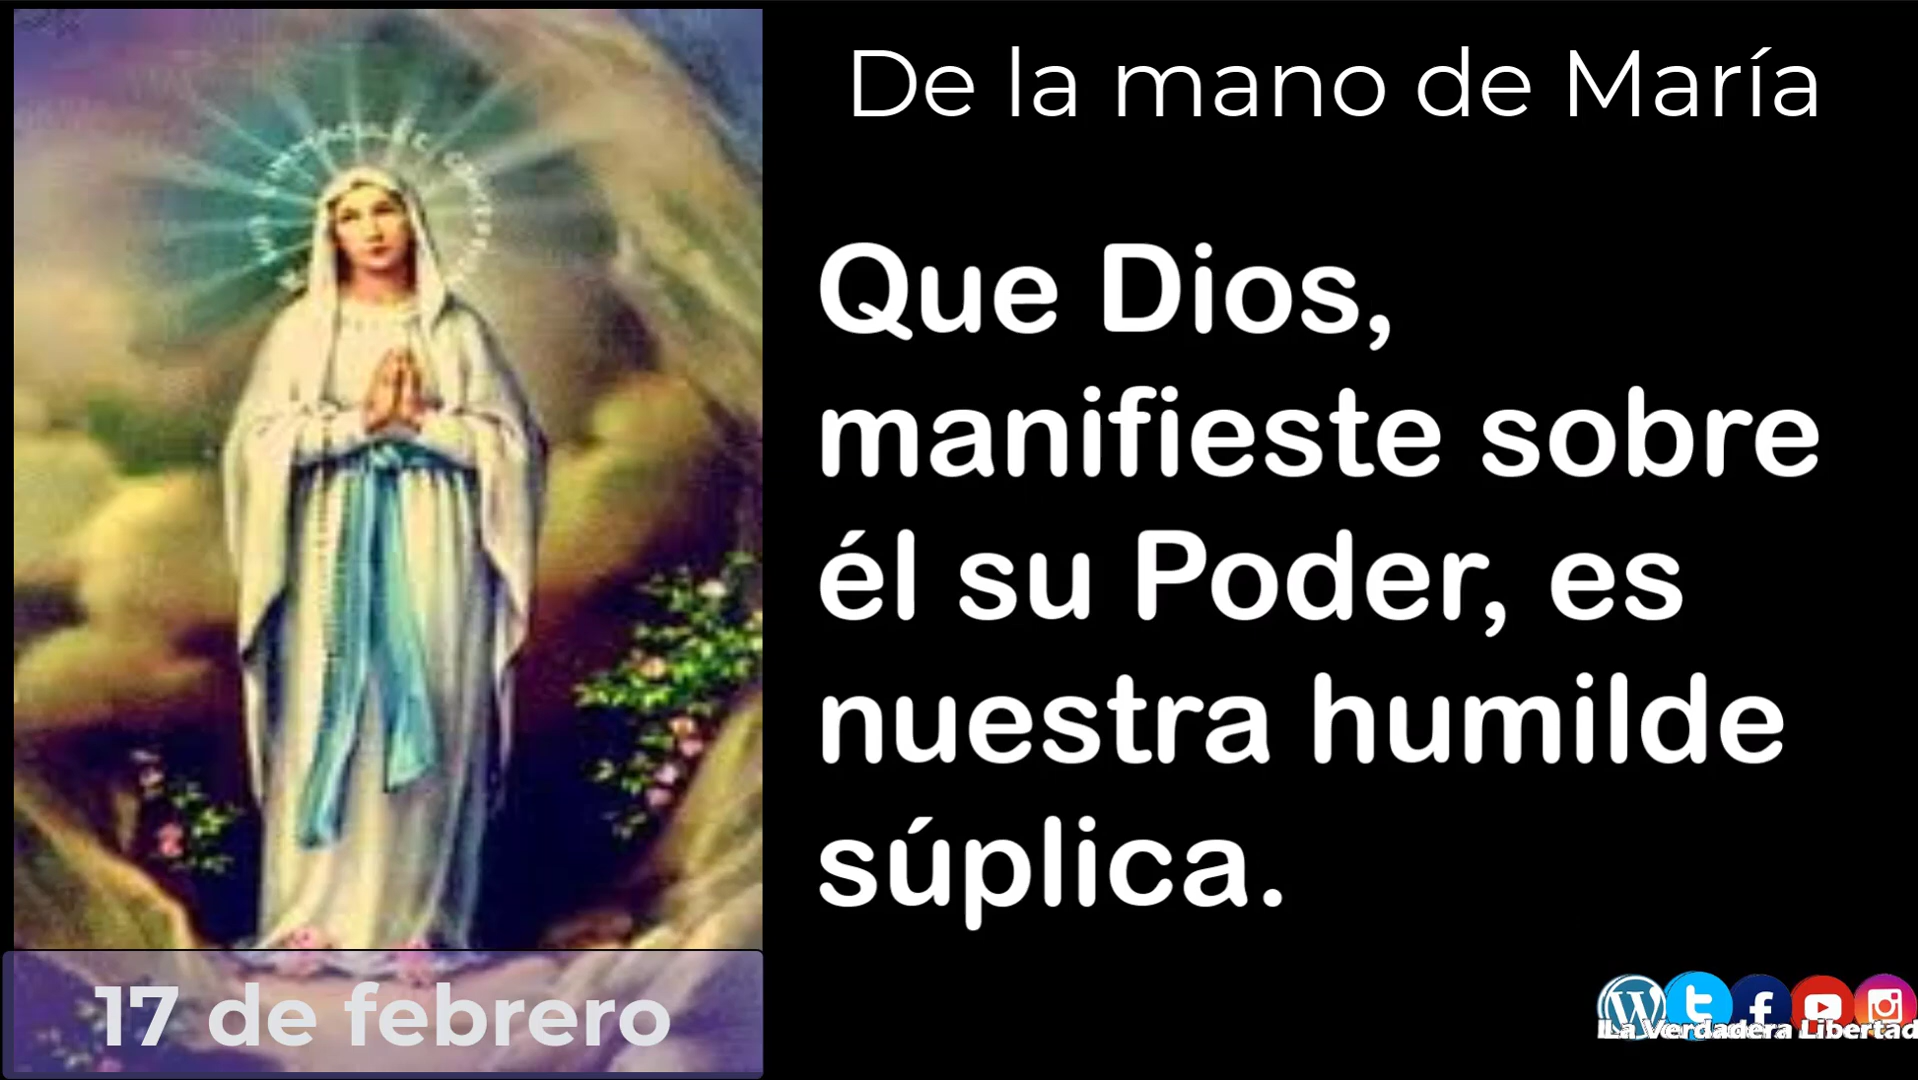 De la mano de María
Que Dios,
manifieste sobre
él su Poder, es
nuestra humilde
súplica.
17 de febrero
La Verdadera Libertad